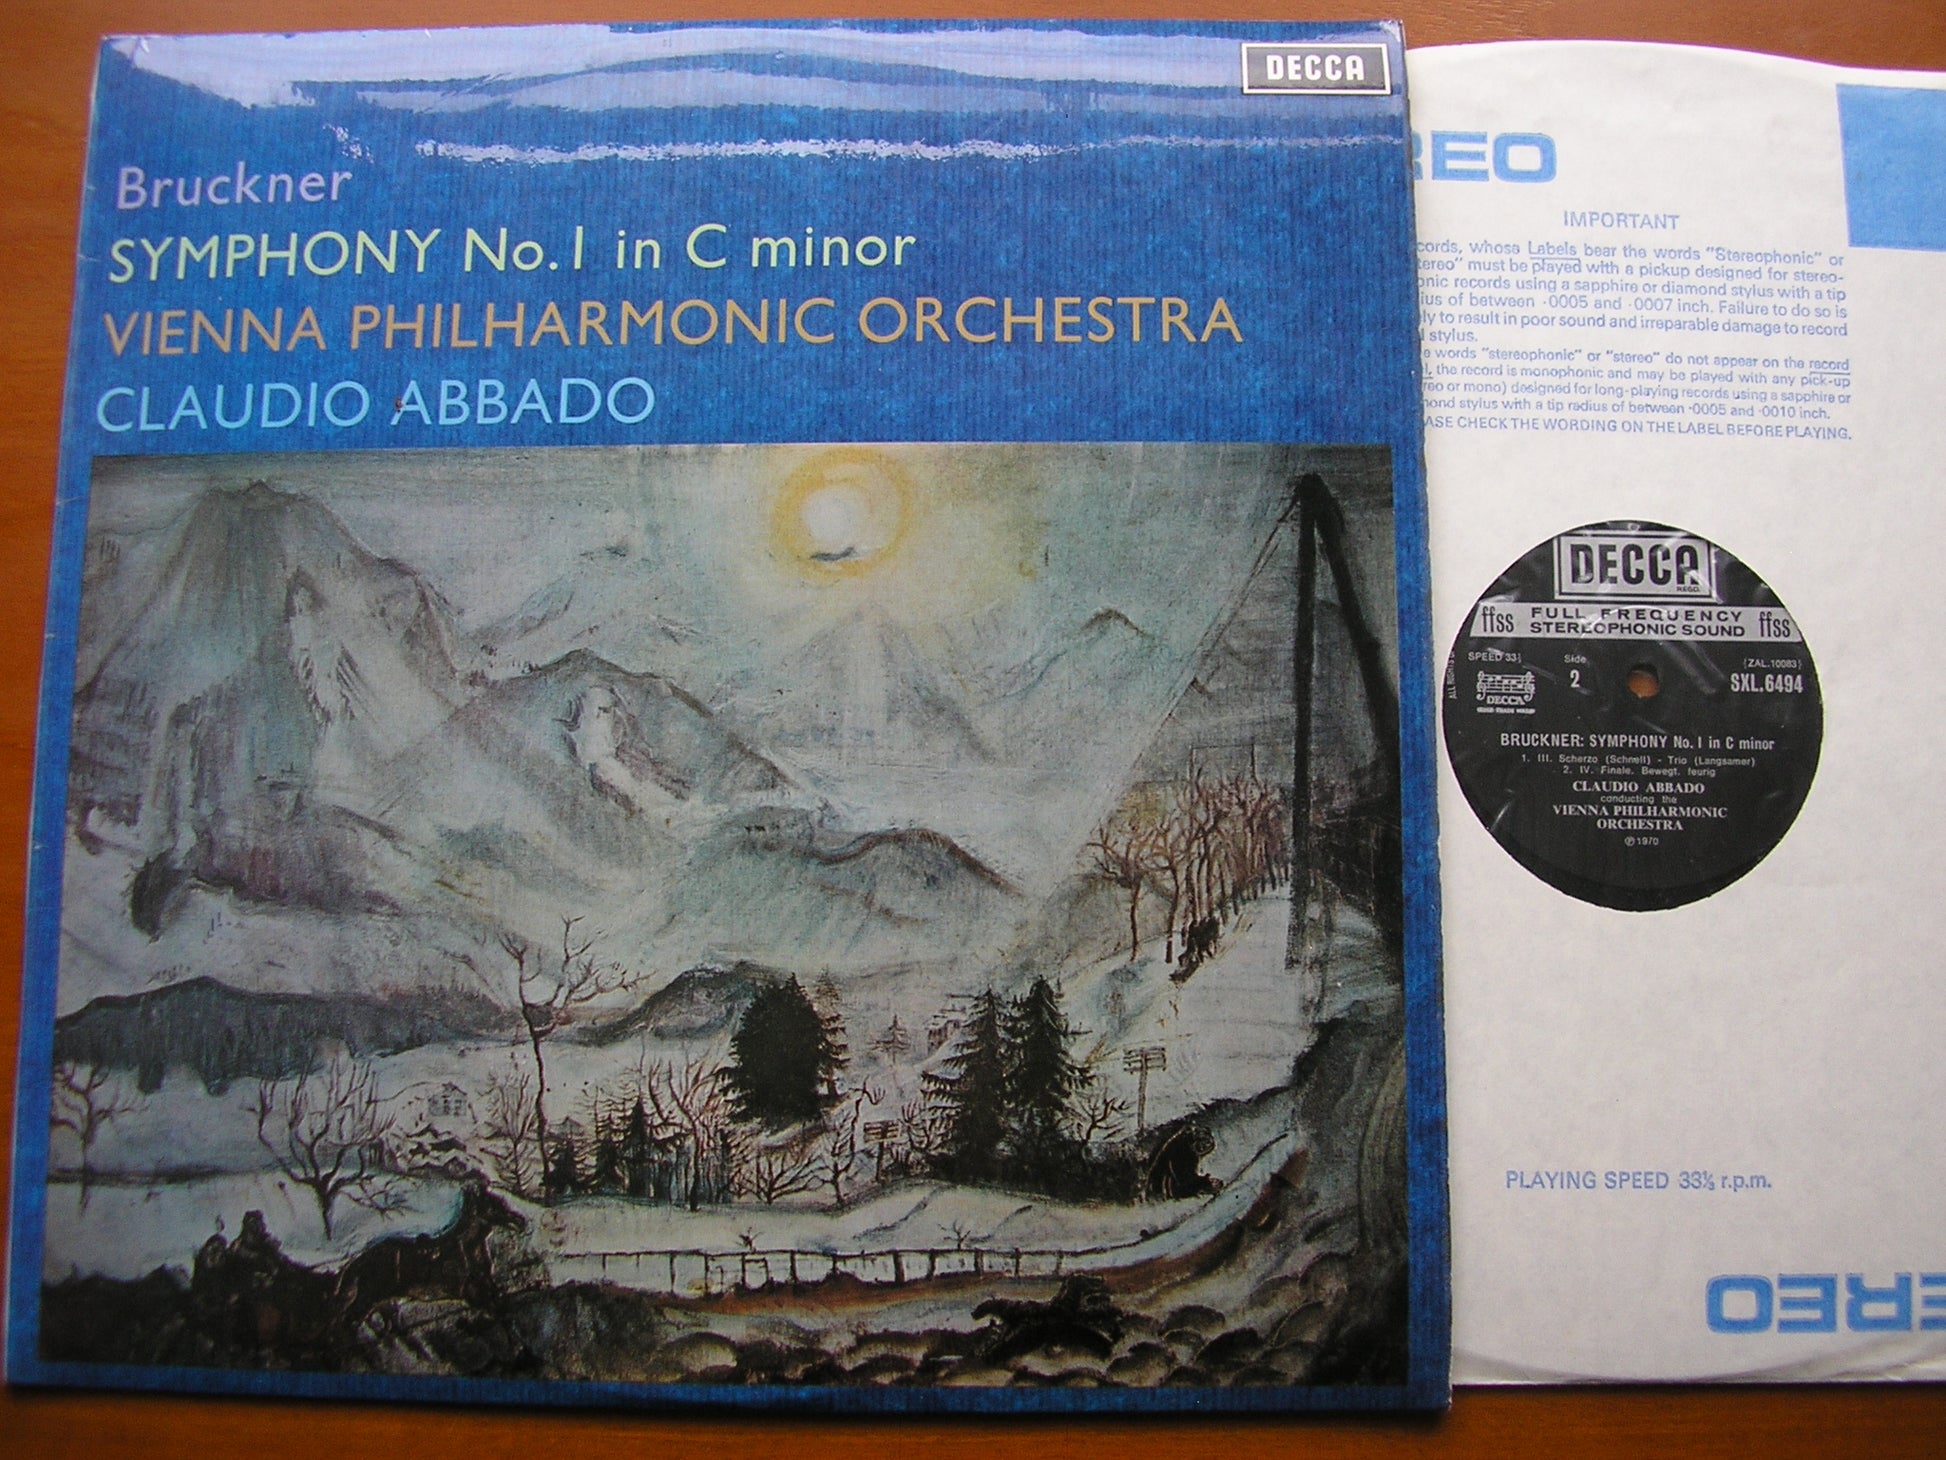 DECCA
Bruckner
SYMPHONY No. 1 in C minor
VIENNA PHILHARMONIC ORCHESTRA
CLAUDIO ABBADO
REO
IMPORTANT
cords, whose Labels bear the words "Stereophonic" or
ereo" must be played with a pickup designed for stereo-
onic records using a sapphire or diamond stylus with a tip
ius of between ·0005 and ·0007 inch. Failure to do so is
ly to result in poor sound and irreparable damage to record
stylus.
e words "stereophonic" or "stereo" do not appear on the record
l, the record is monophonic and may be played with any pick-up
reo or mono) designed for long-playing records using a sapphire or
mond stylus with a tip radius of between ·0005 and ·0010 inch.
ASE CHECK THE WORDING ON THE LABEL BEFORE PLAYING.
DECCA
REGD.
ffss FULL FREQUENCY ffss
STEREOPHONIC SOUND
SPEED 33⅓
Side
2
(ZAL.10083)
SXL.6494
DECCA
BRUCKNER: SYMPHONY No. 1 in C minor
1. III. Scherzo (Schnell) - Trio (Langsamer)
2. IV. Finale. Bewegt, feurig
CLAUDIO ABBADO
conducting the
VIENNA PHILHARMONIC
ORCHESTRA
℗1970
PLAYING SPEED 33⅓ r.p.m.
EREO